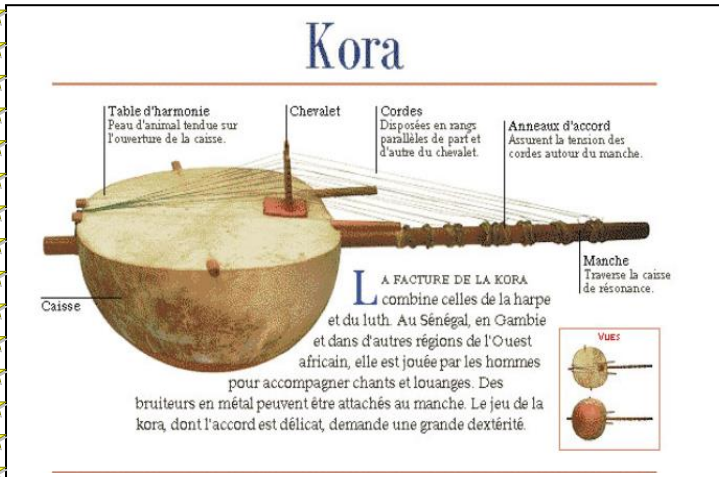 Kora
Table d'harmonie
Peau d'animal tendue sur
l'ouverture de la caisse.
Chevalet
Cordes
Disposées en rangs
parallèles de part et
d'autre du chevalet.
Anneaux d'accord
Assurent la tension des
cordes autour du manche.
Manche
Traverse la caisse
de résonance.
Caisse
LA FACTURE DE LA KORA
combine celles de la harpe
et du luth. Au Sénégal, en Gambie
et dans d'autres régions de l'Ouest
africain, elle est jouée par les hommes
pour accompagner chants et louanges. Des
bruiteurs en métal peuvent être attachés au manche. Le jeu de la
kora, dont l'accord est délicat, demande une grande dextérité.
VUES